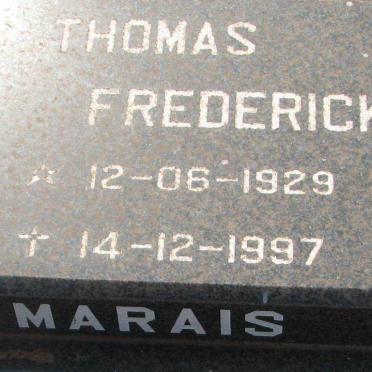 THOMAS
FREDERICK
☆ 12-06-1929
✝ 14-12-1997
MARAIS